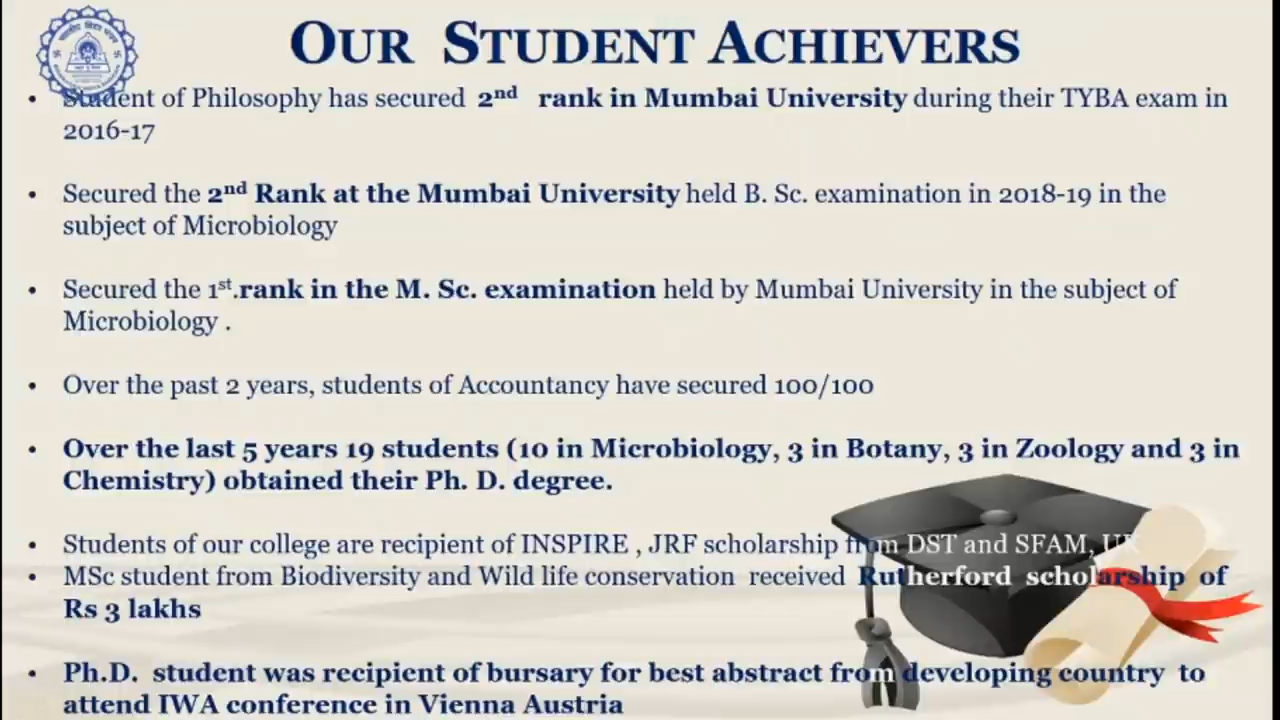 OUR STUDENT ACHIEVERS
• Student of Philosophy has secured 2nd rank in Mumbai University during their TYBA exam in
2016-17
• Secured the 2nd Rank at the Mumbai University held B. Sc. examination in 2018-19 in the
subject of Microbiology
• Secured the 1st.rank in the M. Sc. examination held by Mumbai University in the subject of
Microbiology .
• Over the past 2 years, students of Accountancy have secured 100/100
• Over the last 5 years 19 students (10 in Microbiology, 3 in Botany, 3 in Zoology and 3 in
Chemistry) obtained their Ph. D. degree.
• Students of our college are recipient of INSPIRE , JRF scholarship from DST and SFAM, UK
• MSc student from Biodiversity and Wild life conservation received Rutherford scholarship of
Rs 3 lakhs
• Ph.D. student was recipient of bursary for best abstract from developing country to
attend IWA conference in Vienna Austria